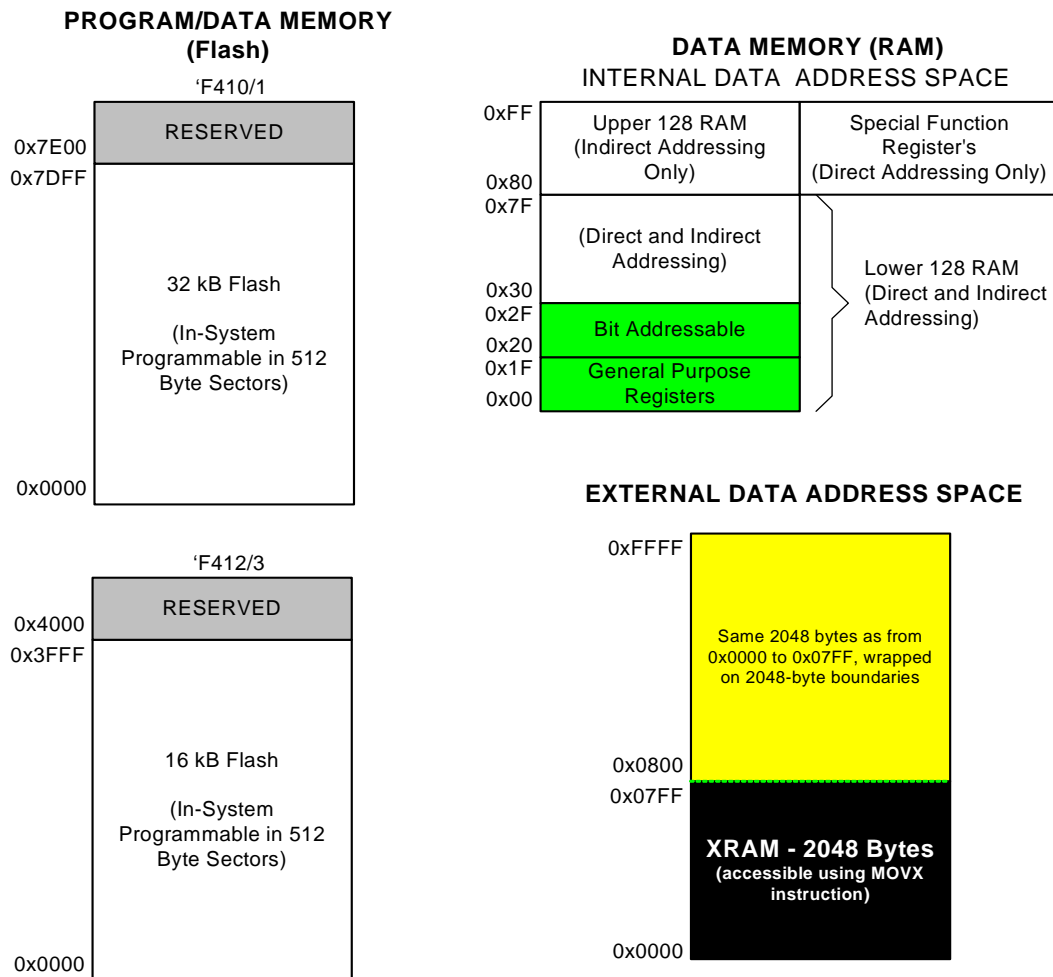 PROGRAM/DATA MEMORY
(Flash)
‘F410/1
RESERVED
0x7E00
0x7DFF
32 kB Flash
(In-System
Programmable in 512
Byte Sectors)
0x0000
‘F412/3
RESERVED
0x4000
0x3FFF
16 kB Flash
(In-System
Programmable in 512
Byte Sectors)
0x0000
DATA MEMORY (RAM)
INTERNAL DATA ADDRESS SPACE
0xFF
Upper 128 RAM
(Indirect Addressing
Only)
Special Function
Register's
(Direct Addressing Only)
0x80
0x7F
(Direct and Indirect
Addressing)
0x30
Lower 128 RAM
(Direct and Indirect
Addressing)
0x2F
Bit Addressable
0x20
0x1F
General Purpose
Registers
0x00
EXTERNAL DATA ADDRESS SPACE
0xFFFF
Same 2048 bytes as from
0x0000 to 0x07FF, wrapped
on 2048-byte boundaries
0x0800
0x07FF
XRAM - 2048 Bytes
(accessible using MOVX
instruction)
0x0000